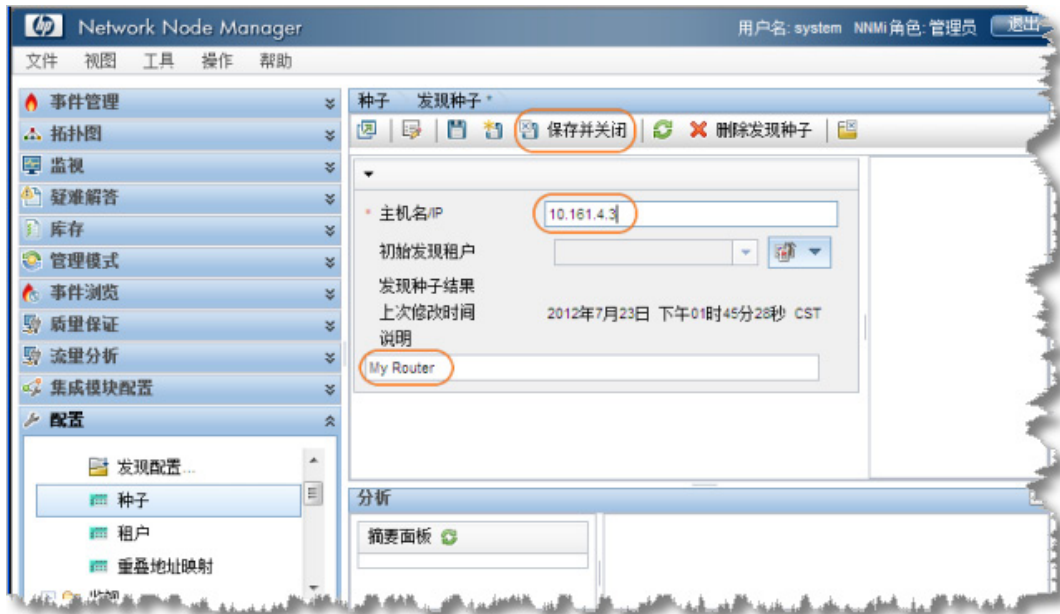 hp Network Node Manager
用户名: system NNMi角色: 管理员 退出
文件 视图 工具 操作 帮助
事件管理
拓扑图
监视
疑难解答
库存
管理模式
事件浏览
质量保证
流量分析
集成模块配置
配置
发现配置...
种子
租户
重叠地址映射
种子 发现种子 *
保存并关闭 删除发现种子
* 主机名/IP 10.161.4.3
初始发现租户
发现种子结果
上次修改时间 2012年7月23日 下午01时45分28秒 CST
说明
My Router
分析
摘要面板